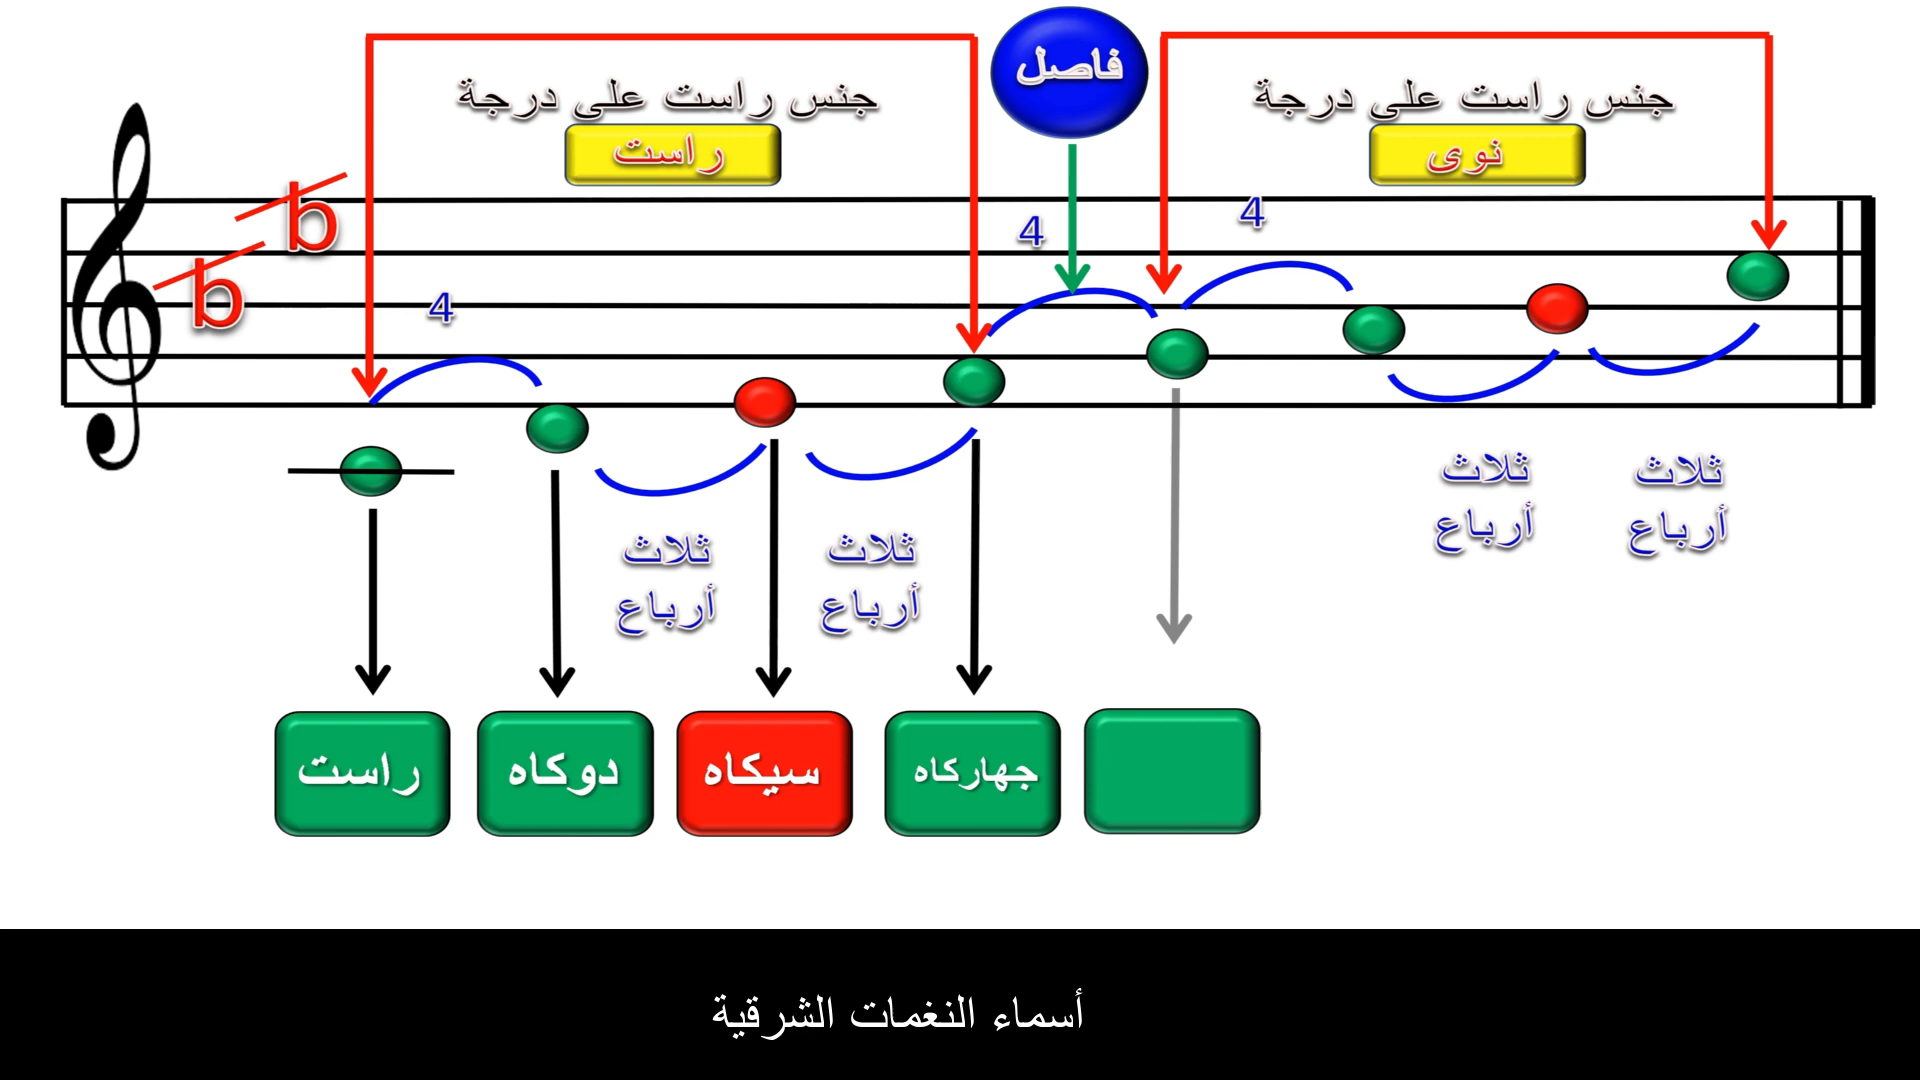 فاصل
جنس راست على درجة
راست
جنس راست على درجة
نوى
b
b
4
4
4
ثلاث
أرباع
ثلاث
أرباع
ثلاث
أرباع
ثلاث
أرباع
راست
دوكاه
سيكاه
جهاركاه
أسماء النغمات الشرقية